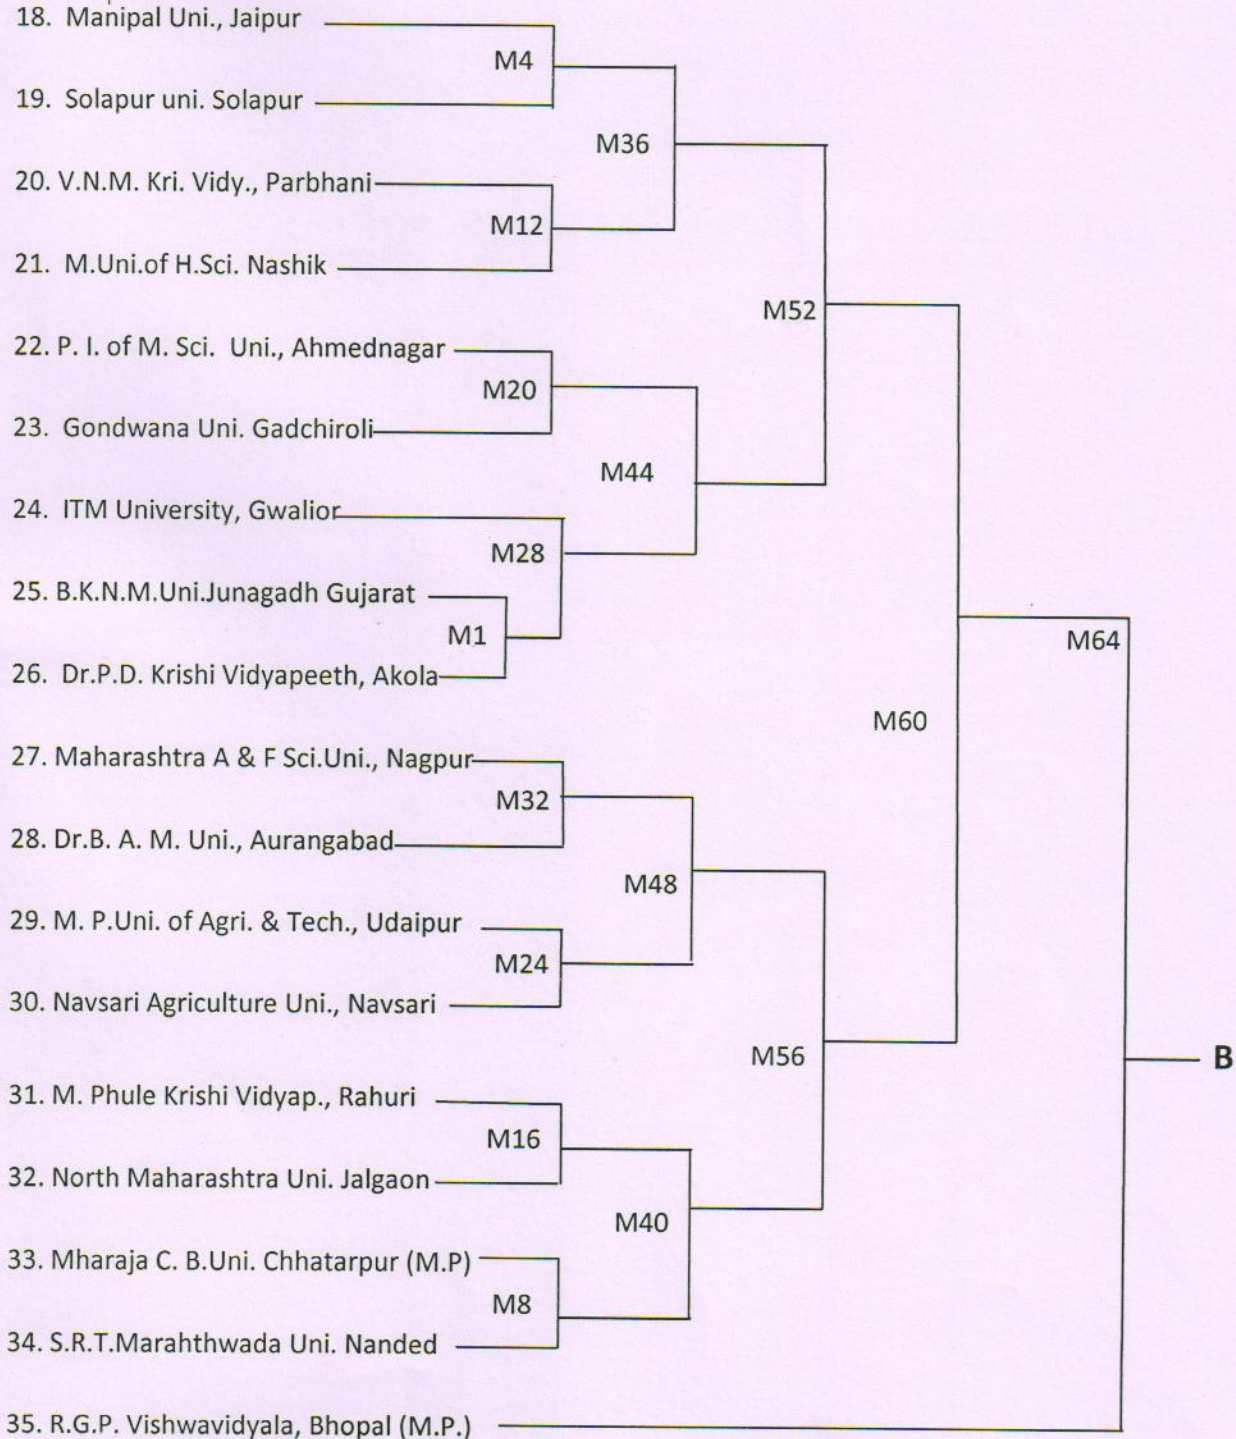 18. Manipal Uni., Jaipur
M4
19. Solapur uni. Solapur
M36
20. V.N.M. Kri. Vidy., Parbhani
M12
21. M.Uni.of H.Sci. Nashik
M52
22. P. I. of M. Sci. Uni., Ahmednagar
M20
23. Gondwana Uni. Gadchiroli
M44
24. ITM University, Gwalior
M28
25. B.K.N.M.Uni.Junagadh Gujarat
M1
M64
26. Dr.P.D. Krishi Vidyapeeth, Akola
M60
27. Maharashtra A & F Sci.Uni., Nagpur
M32
28. Dr.B. A. M. Uni., Aurangabad
M48
29. M. P.Uni. of Agri. & Tech., Udaipur
M24
30. Navsari Agriculture Uni., Navsari
M56
B
31. M. Phule Krishi Vidyap., Rahuri
M16
32. North Maharashtra Uni. Jalgaon
M40
33. Mharaja C. B.Uni. Chhatarpur (M.P)
M8
34. S.R.T.Marahthwada Uni. Nanded
35. R.G.P. Vishwavidyala, Bhopal (M.P.)